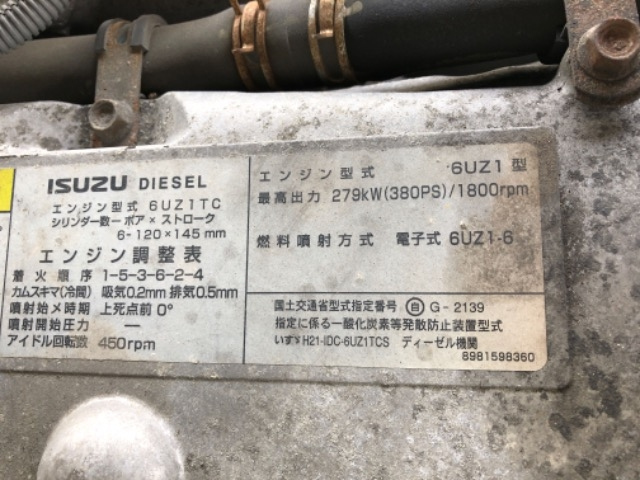 ISUZU DIESEL
エンジン型式 6UZ1TC
シリンダー数－ボア×ストローク
6-120×145mm
エンジン調整表
着火順序 1-5-3-6-2-4
カムスキマ(冷間) 吸気0.2mm 排気0.5mm
噴射始メ時期 上死点前0°
噴射開始圧力 ―
アイドル回転数 450rpm
エンジン型式 6UZ1型
最高出力 279kW(380PS)/1800rpm
燃料噴射方式 電子式 6UZ1-6
国土交通省型式指定番号 自 G-2139
指定に係る一酸化炭素等発散防止装置型式
いすゞH21-IDC-6UZ1TCS ディーゼル機関
8981598360